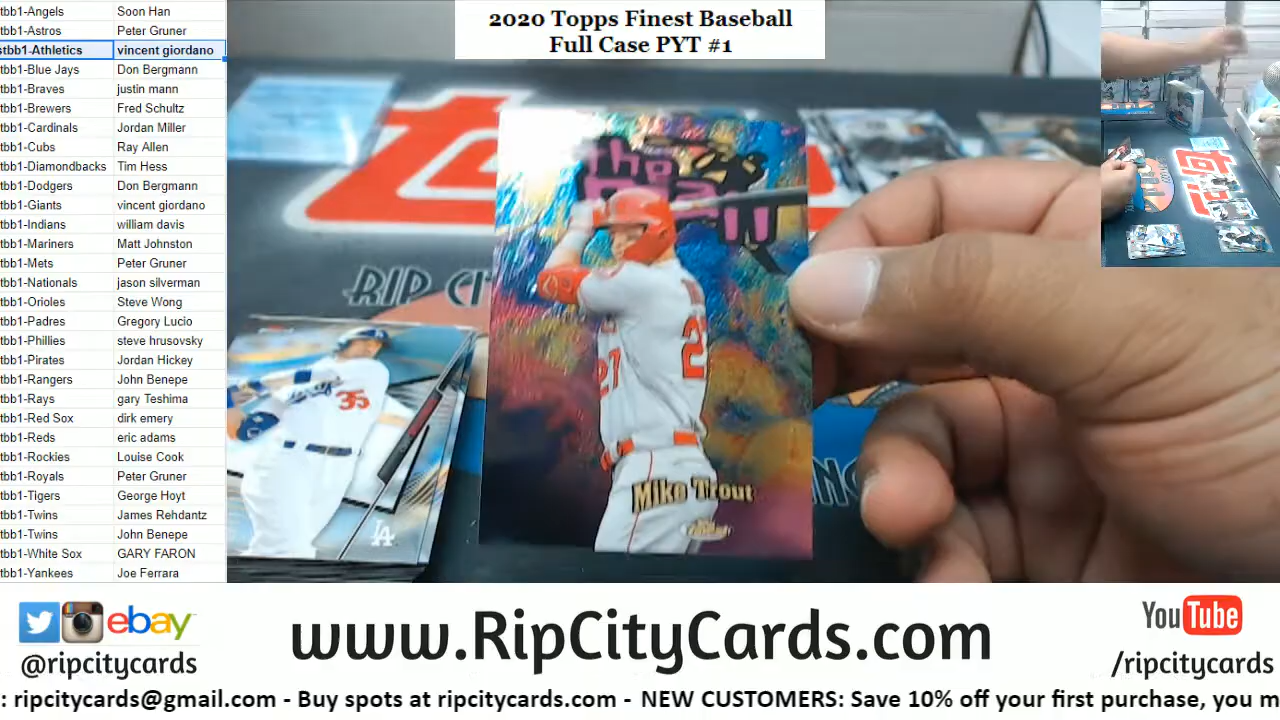 tbb1-Angels Soon Han
tbb1-Astros Peter Gruner
stbb1-Athletics vincent giordano
tbb1-Blue Jays Don Bergmann
tbb1-Braves justin mann
tbb1-Brewers Fred Schultz
tbb1-Cardinals Jordan Miller
tbb1-Cubs Ray Allen
tbb1-Diamondbacks Tim Hess
tbb1-Dodgers Don Bergmann
tbb1-Giants vincent giordano
tbb1-Indians william davis
tbb1-Mariners Matt Johnston
tbb1-Mets Peter Gruner
tbb1-Nationals jason silverman
tbb1-Orioles Steve Wong
tbb1-Padres Gregory Lucio
tbb1-Phillies steve hrusovsky
tbb1-Pirates Jordan Hickey
tbb1-Rangers John Benepe
tbb1-Rays gary Teshima
tbb1-Red Sox dirk emery
tbb1-Reds eric adams
tbb1-Rockies Louise Cook
tbb1-Royals Peter Gruner
tbb1-Tigers George Hoyt
tbb1-Twins James Rehdantz
tbb1-Twins John Benepe
tbb1-White Sox GARY FARON
tbb1-Yankees Joe Ferrara
2020 Topps Finest Baseball
Full Case PYT #1
the
RIP CI
27
27
Mike Trout
35
LA
ebay
@ripcitycards
www.RipCityCards.com
YouTube
/ripcitycards
: ripcitycards@gmail.com - Buy spots at ripcitycards.com - NEW CUSTOMERS: Save 10% off your first purchase, you m